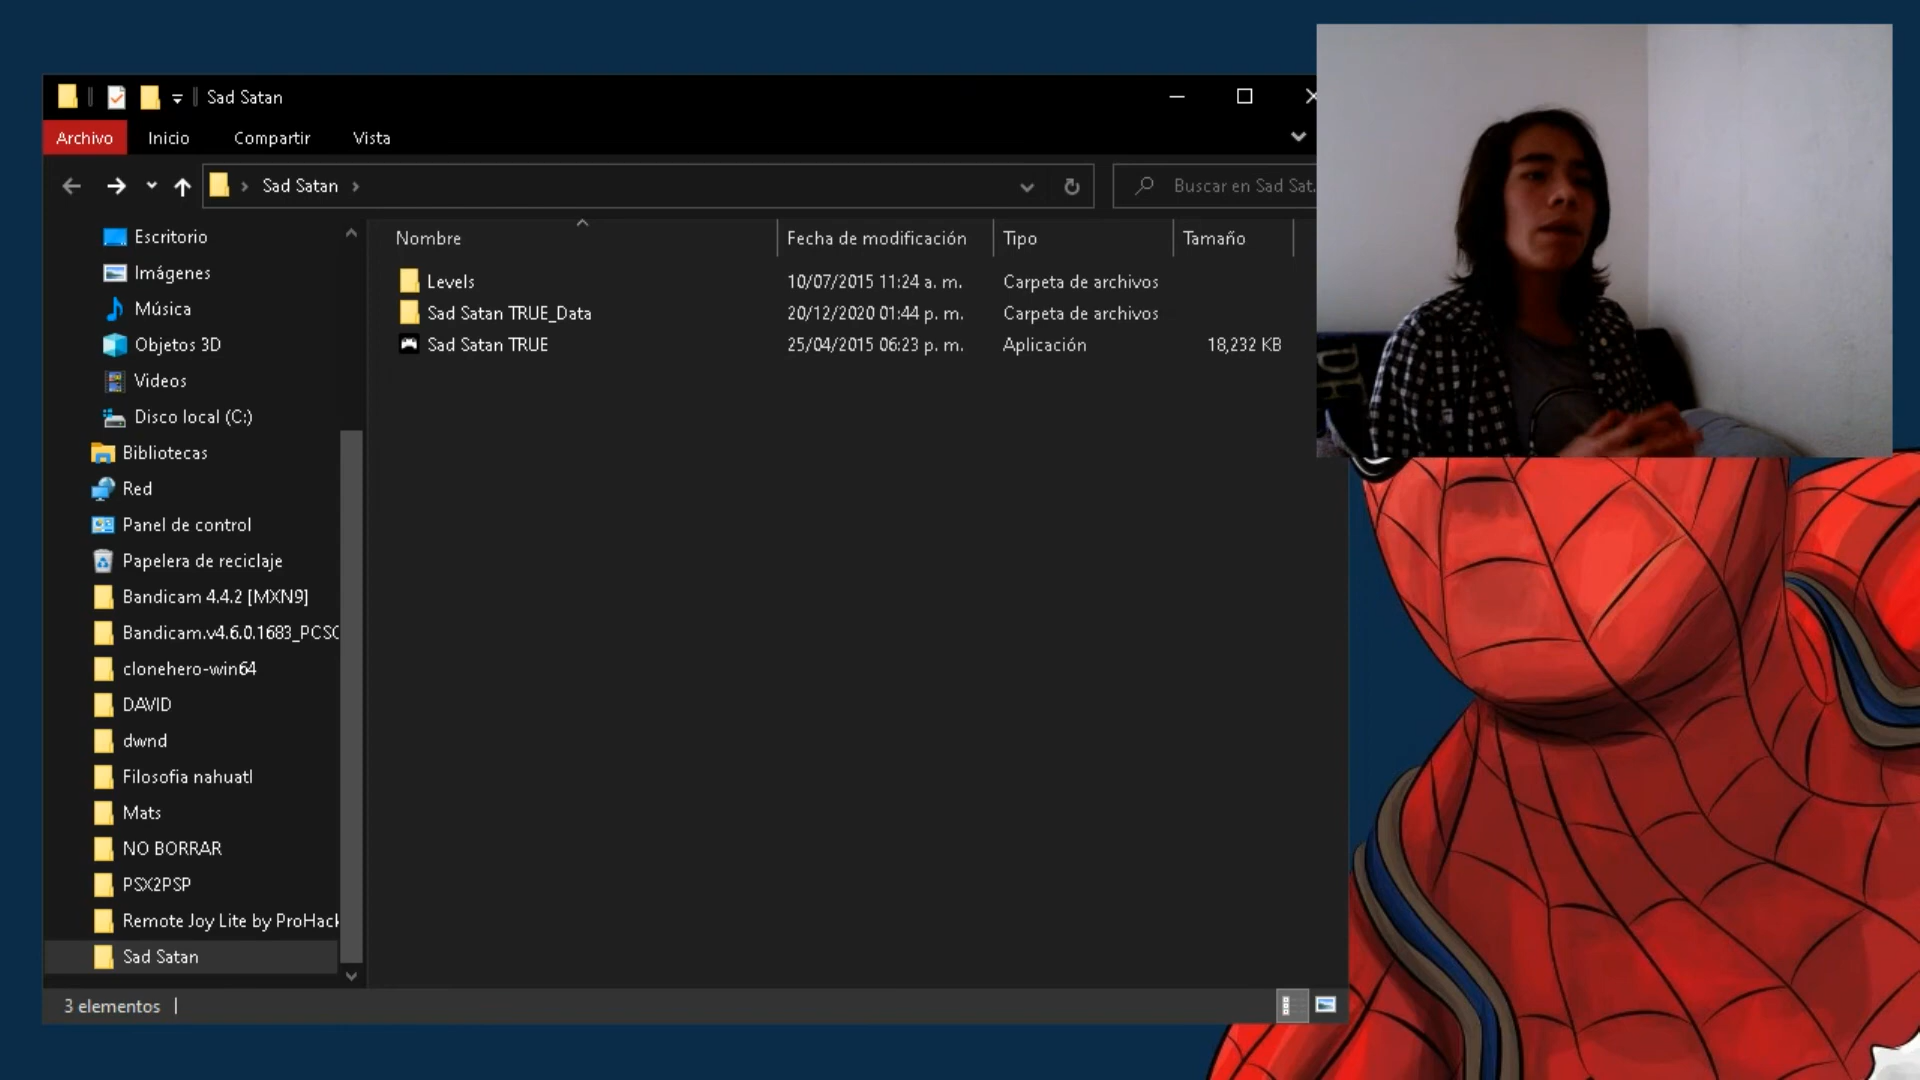 Sad Satan
Archivo Inicio Compartir Vista
Sad Satan
Buscar en Sad Sat...
Nombre Fecha de modificación Tipo Tamaño
Levels 10/07/2015 11:24 a. m. Carpeta de archivos
Sad Satan TRUE_Data 20/12/2020 01:44 p. m. Carpeta de archivos
Sad Satan TRUE 25/04/2015 06:23 p. m. Aplicación 18,232 KB
Escritorio
Imágenes
Música
Objetos 3D
Videos
Disco local (C:)
Bibliotecas
Red
Panel de control
Papelera de reciclaje
Bandicam 4.4.2 [MXN9]
Bandicam.v4.6.0.1683_PCSC
clonehero-win64
DAVID
dwnd
Filosofia nahuatl
Mats
NO BORRAR
PSX2PSP
Remote Joy Lite by ProHack
Sad Satan
3 elementos